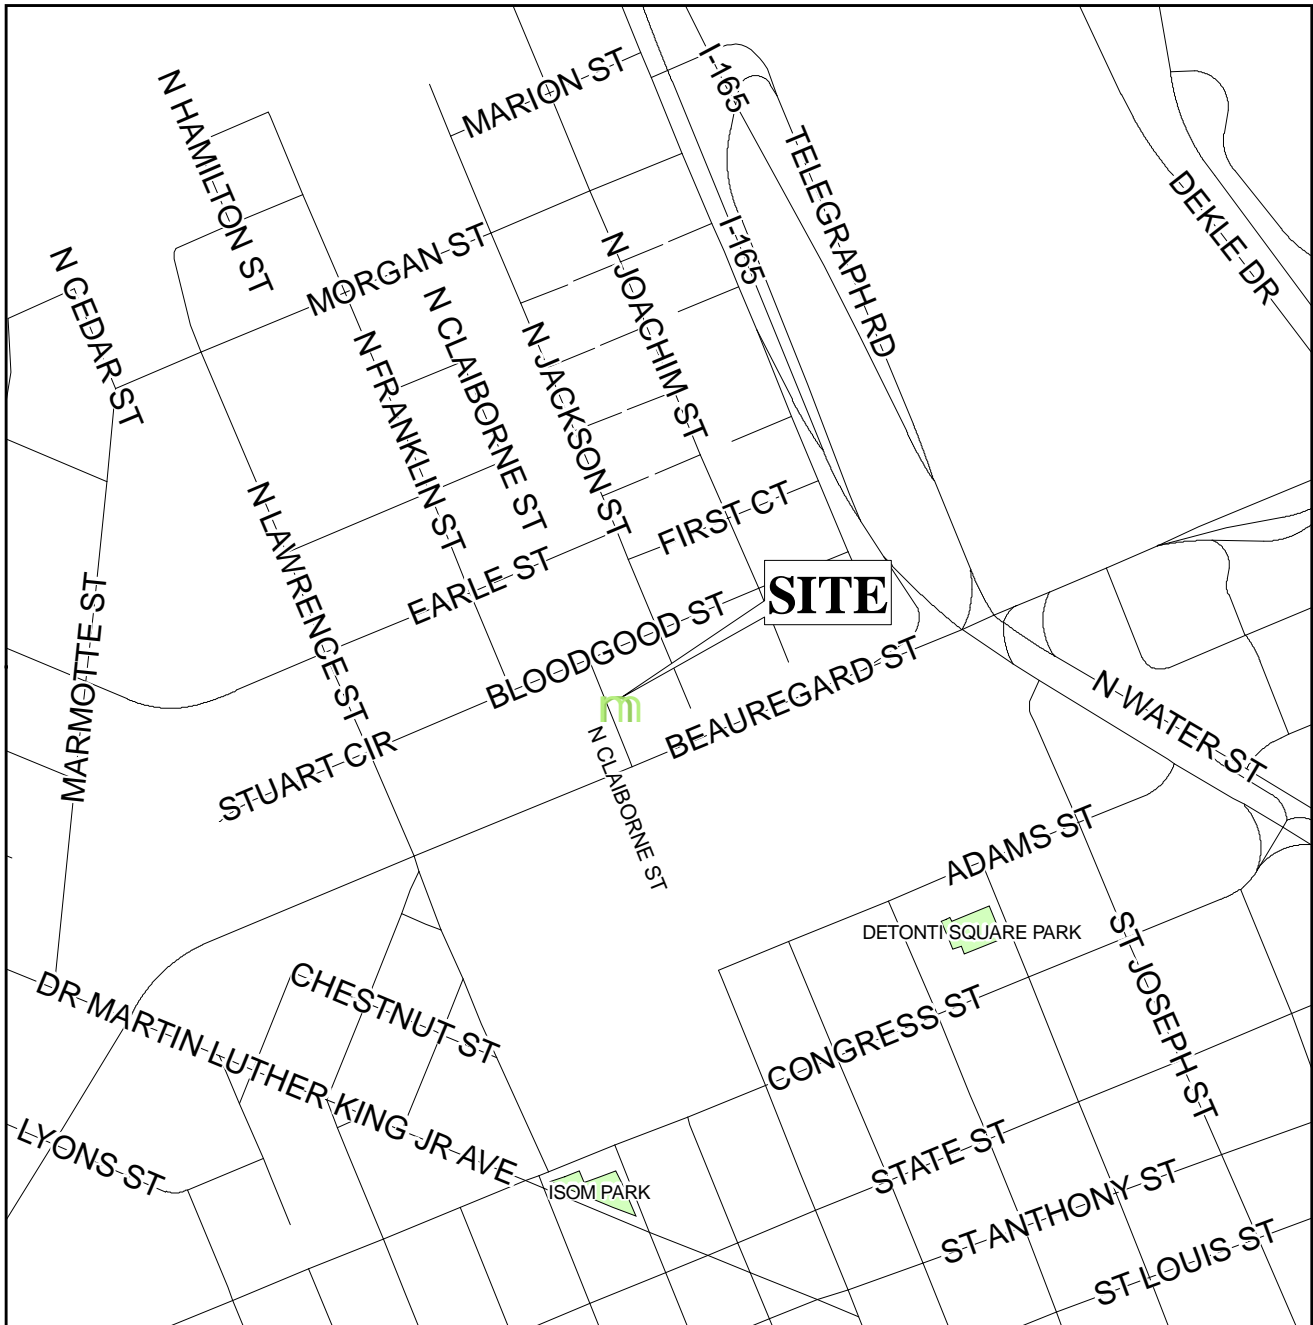 MARION ST
I-165
N HAMILTON ST
TELEGRAPH RD
DEKLE DR
I-165
MORGAN ST
N JOACHIM ST
N CEDAR ST
N CLAIBORNE ST
N JACKSON ST
N FRANKLIN ST
N LAWRENCE ST
FIRST CT
EARLE ST
SITE
BLOODGOOD ST
MARMOTTE ST
BEAUREGARD ST
N WATER ST
STUART CIR
m
N CLAIBORNE ST
ADAMS ST
DETONTI SQUARE PARK
ST JOSEPH ST
CHESTNUT ST
DR MARTIN LUTHER KING JR AVE
CONGRESS ST
LYONS ST
STATE ST
ISOM PARK
ST ANTHONY ST
ST LOUIS ST